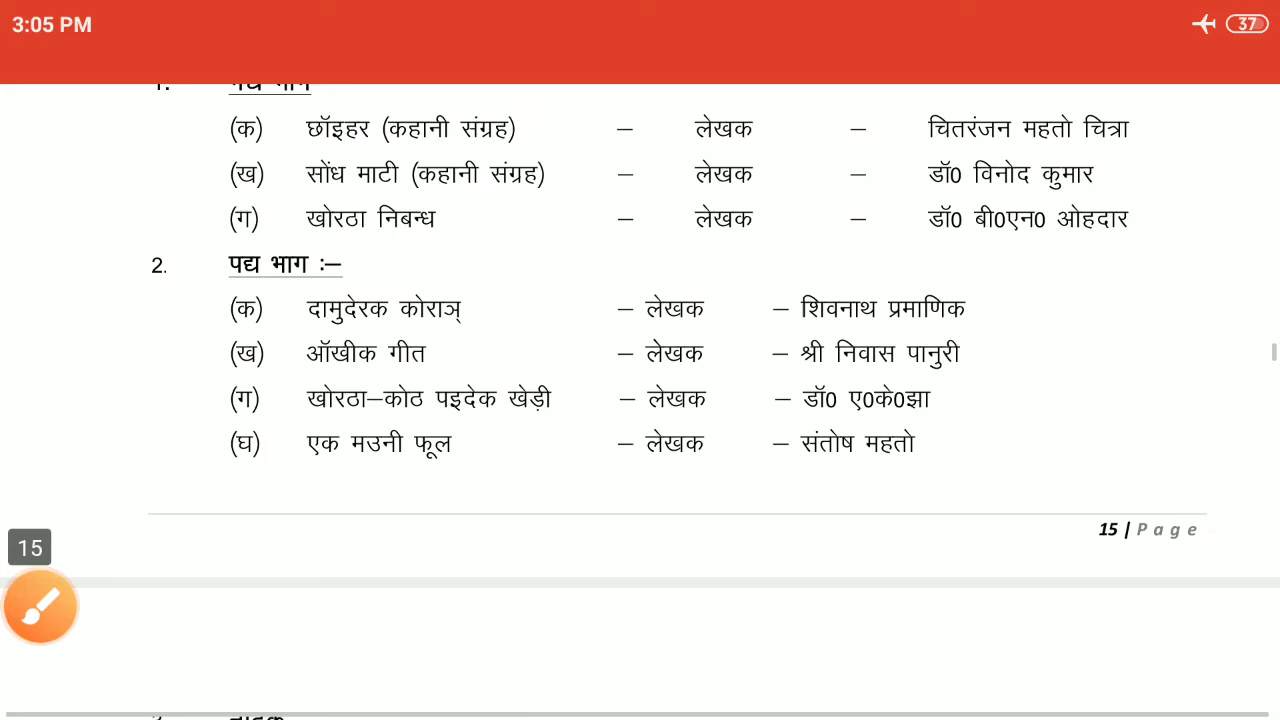 3:05 PM
37
(क) छॉइहर (कहानी संग्रह) – लेखक – चितरंजन महतो चित्रा
(ख) सोंध माटी (कहानी संग्रह) – लेखक – डॉ0 विनोद कुमार
(ग) खोरठा निबन्ध – लेखक – डॉ0 बी0एन0 ओहदार
2. पद्य भाग :–
(क) दामुदेरक कोराञ् – लेखक – शिवनाथ प्रमाणिक
(ख) ऑखीक गीत – लेखक – श्री निवास पानुरी
(ग) खोरठा–कोठ पइदेक खेड़ी – लेखक – डॉ0 ए0के0झा
(घ) एक मउनी फूल – लेखक – संतोष महतो
15 | Page
15